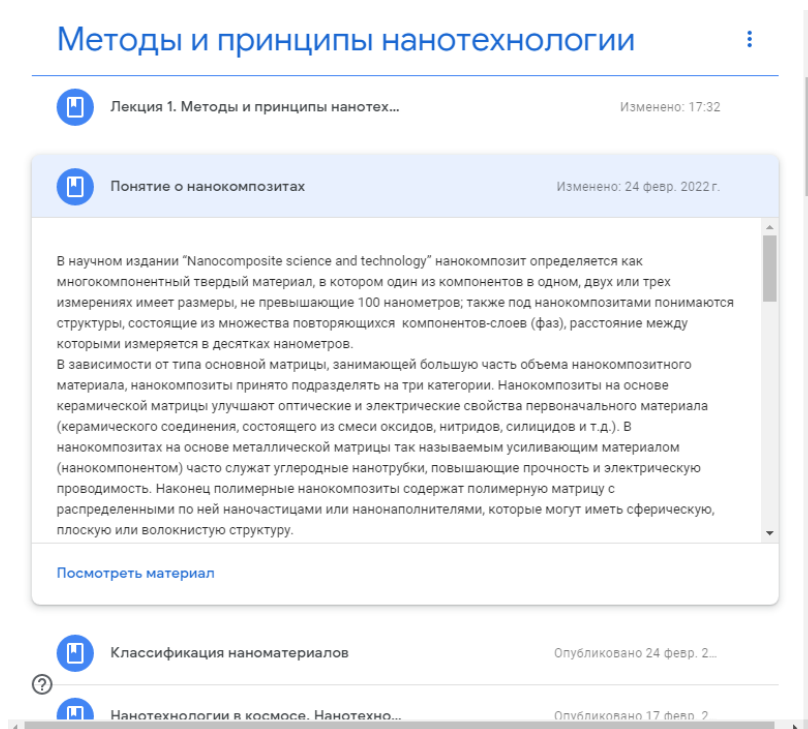 Методы и принципы нанотехнологии
Лекция 1. Методы и принципы нанотех...
Изменено: 17:32
Понятие о нанокомпозитах
Изменено: 24 февр. 2022 г.
В научном издании “Nanocomposite science and technology” нанокомпозит определяется как
многокомпонентный твердый материал, в котором один из компонентов в одном, двух или трех
измерениях имеет размеры, не превышающие 100 нанометров; также под нанокомпозитами понимаются
структуры, состоящие из множества повторяющихся компонентов-слоев (фаз), расстояние между
которыми измеряется в десятках нанометров.
В зависимости от типа основной матрицы, занимающей большую часть объема нанокомпозитного
материала, нанокомпозиты принято подразделять на три категории. Нанокомпозиты на основе
керамической матрицы улучшают оптические и электрические свойства первоначального материала
(керамического соединения, состоящего из смеси оксидов, нитридов, силицидов и т.д.). В
нанокомпозитах на основе металлической матрицы так называемым усиливающим материалом
(нанокомпонентом) часто служат углеродные нанотрубки, повышающие прочность и электрическую
проводимость. Наконец полимерные нанокомпозиты содержат полимерную матрицу с
распределенными по ней наночастицами или нанонаполнителями, которые могут иметь сферическую,
плоскую или волокнистую структуру.
Посмотреть материал
Классификация наноматериалов
Опубликовано 24 февр. 2...
Нанотехнологии в космосе. Нанотехно...
Опубликовано 17 февр. 2...